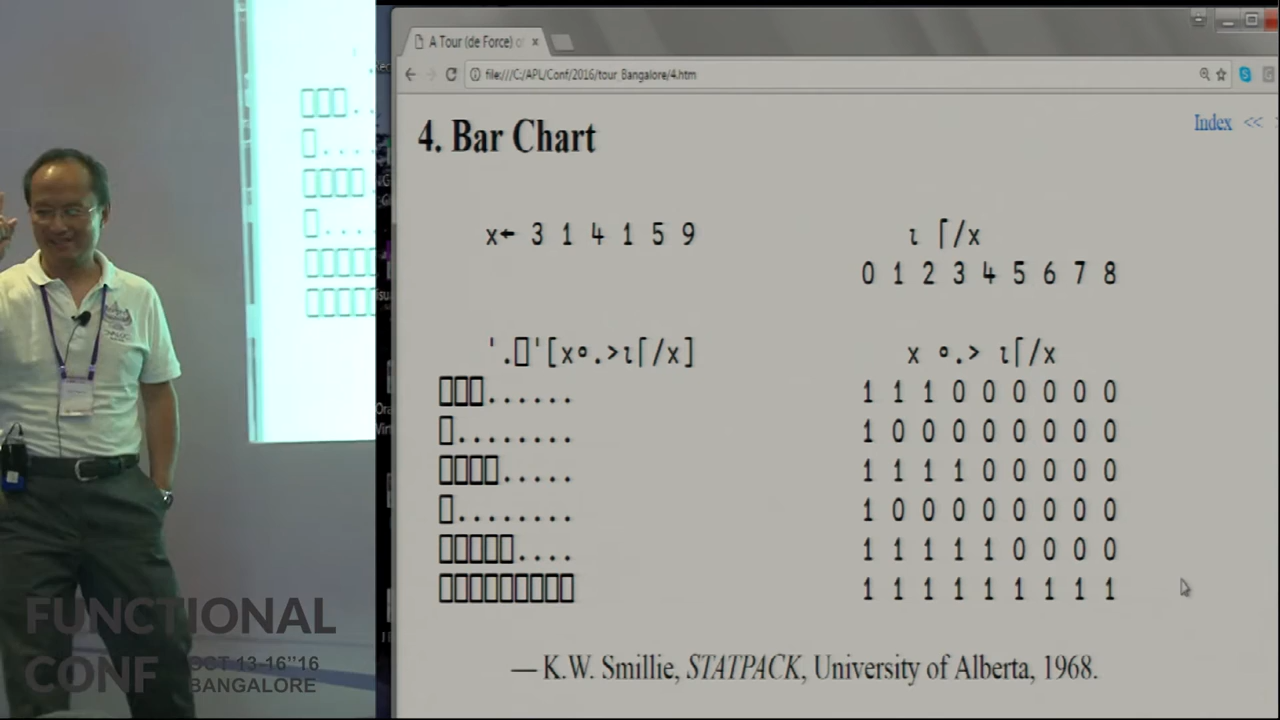 A Tour (de Force) of
file:///C:/APL/Conf/2016/tour Bangalore/4.htm
Index <<
4. Bar Chart
x← 3 1 4 1 5 9
⍳ ⌈/x
0 1 2 3 4 5 6 7 8
'.⎕'[x∘.>⍳⌈/x]
x ∘.> ⍳⌈/x
⎕⎕⎕......
1 1 1 0 0 0 0 0 0
⎕........
1 0 0 0 0 0 0 0 0
⎕⎕⎕⎕.....
1 1 1 1 0 0 0 0 0
⎕........
1 0 0 0 0 0 0 0 0
⎕⎕⎕⎕⎕....
1 1 1 1 1 0 0 0 0
⎕⎕⎕⎕⎕⎕⎕⎕⎕
1 1 1 1 1 1 1 1 1
— K.W. Smillie, STATPACK, University of Alberta, 1968.
FUNCTIONAL
CONF
OCT 13-16"16
BANGALORE